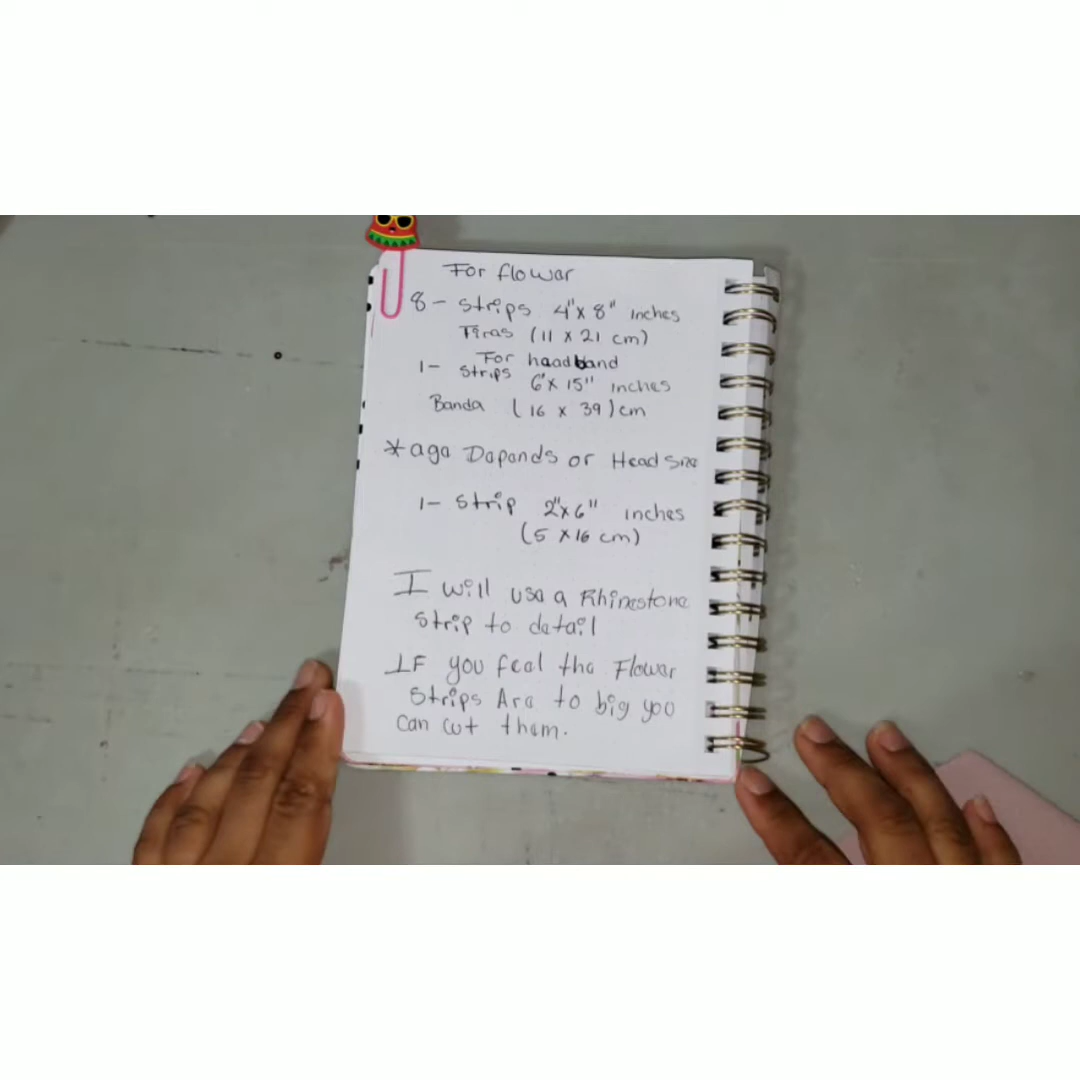 For flower
8 - strips 4" x 8" inches
Tiras (11 x 21 cm)
For headband
1 - strips 6" x 15" inches
Banda (16 x 39) cm
*age Depends or Head Size
1 - Strip 2" x 6" inches
(5 x 16 cm)
I will use a Rhinestone
Strip to detail
IF you feel the Flower
Strips Are to big you
can cut them.